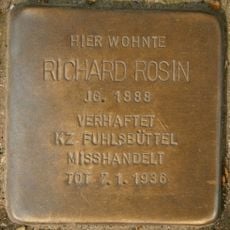 HIER WOHNTE
RICHARD ROSIN
JG. 1888
VERHAFTET
KZ FUHLSBÜTTEL
MISSHANDELT
TOT 7.1.1936